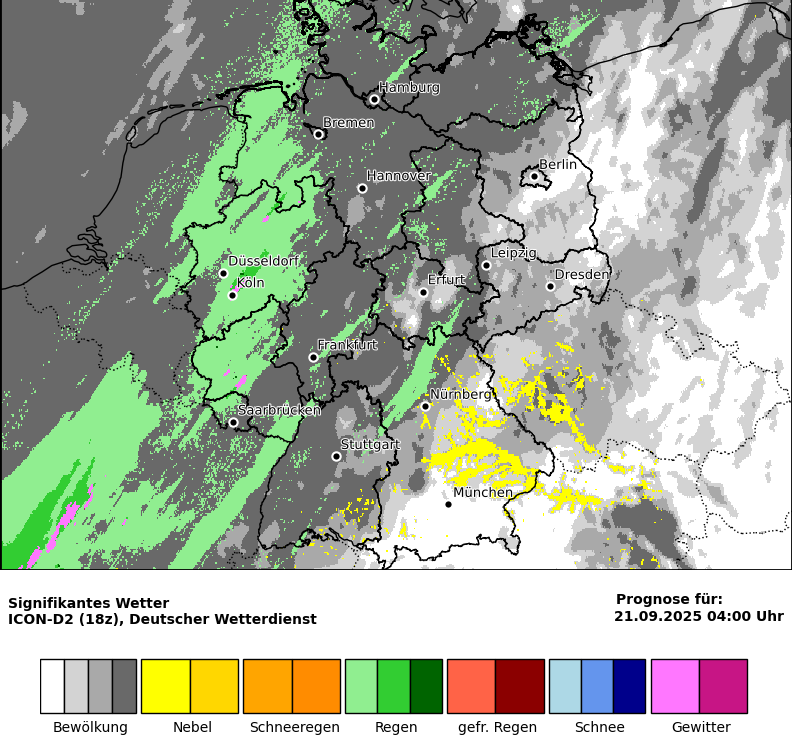 Hamburg
Bremen
Berlin
Hannover
Düsseldorf
Leipzig
Dresden
Köln
Erfurt
Frankfurt
Nürnberg
Saarbrücken
Stuttgart
München
Signifikantes Wetter
ICON-D2 (18z), Deutscher Wetterdienst
Prognose für:
21.09.2025 04:00 Uhr
Bewölkung
Nebel
Schneeregen
Regen
gefr. Regen
Schnee
Gewitter